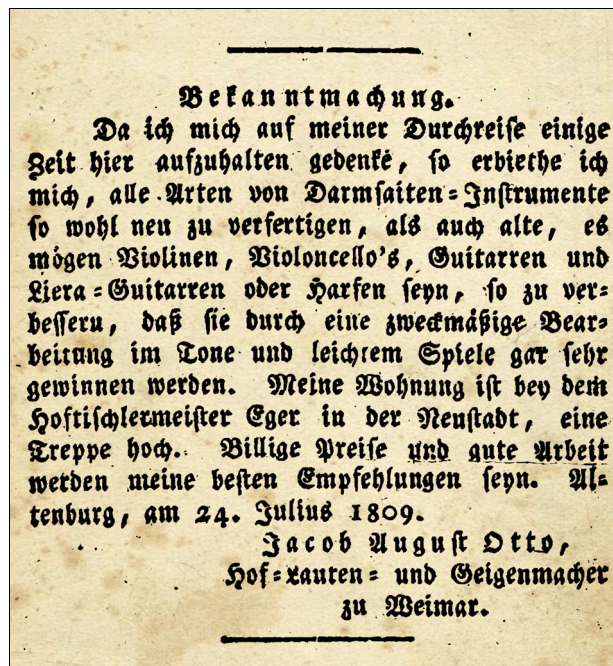 Bekanntmachung.
Da ich mich auf meiner Durchreise einige
Zeit hier aufzuhalten gedenke, so erbiethe ich
mich, alle Arten von Darmsaiten=Instrumente
so wohl neu zu verfertigen, als auch alte, es
mögen Violinen, Violoncello's, Guitarren und
Liera=Guitarren oder Harfen seyn, so zu ver=
bessern, daß sie durch eine zweckmäßige Bear=
beitung im Tone und leichtem Spiele gar sehr
gewinnen werden. Meine Wohnung ist bey dem
Hoftischlermeister Eger in der Neustadt, eine
Treppe hoch. Billige Preise und gute Arbeit
werden meine besten Empfehlungen seyn. Al=
tenburg, am 24. Julius 1809.
Jacob August Otto,
Hof=Lauten= und Geigenmacher
zu Weimar.